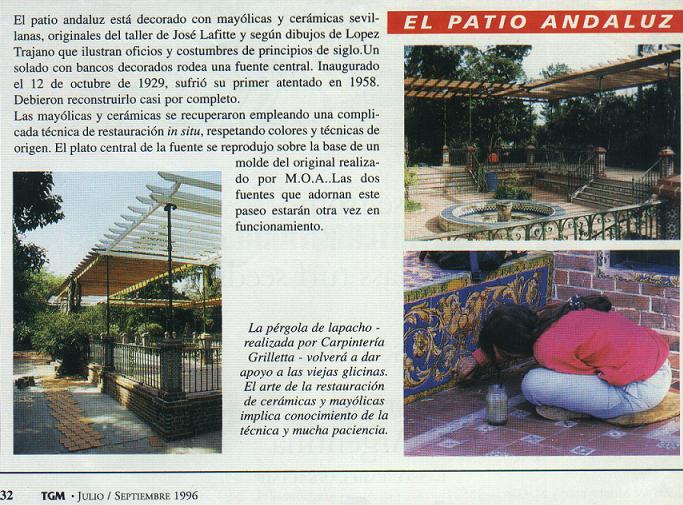 EL PATIO ANDALUZ
El patio andaluz está decorado con mayólicas y cerámicas sevil-
lanas, originales del taller de José Lafitte y según dibujos de Lopez
Trajano que ilustran oficios y costumbres de principios de siglo.Un
solado con bancos decorados rodea una fuente central. Inaugurado
el 12 de octubre de 1929, sufrió su primer atentado en 1958.
Debieron reconstruirlo casi por completo.
Las mayólicas y cerámicas se recuperaron empleando una compli-
cada técnica de restauración in situ, respetando colores y técnicas de
origen. El plato central de la fuente se reprodujo sobre la base de un
molde del original realiza-
do por M.O.A..Las dos
fuentes que adornan este
paseo estarán otra vez en
funcionamiento.
La pérgola de lapacho -
realizada por Carpintería
Grilletta - volverá a dar
apoyo a las viejas glicinas.
El arte de la restauración
de cerámicas y mayólicas
implica conocimiento de la
técnica y mucha paciencia.
32 TGM · JULIO / SEPTIEMBRE 1996